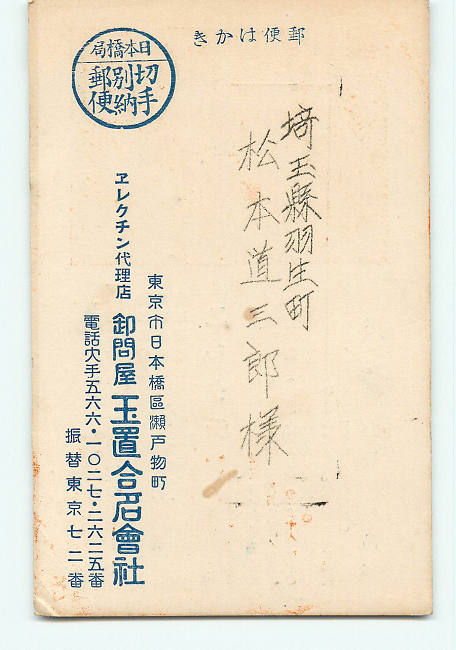 郵便はかき
日本橋局
切手
別納
郵便
埼玉縣羽生町
松本道三郎様
東京市日本橋區瀬戸物町
ヱレクチン代理店 卸問屋 玉置合名會社
電話大手五六六・一〇二七・二六二五番
振替東京七二番